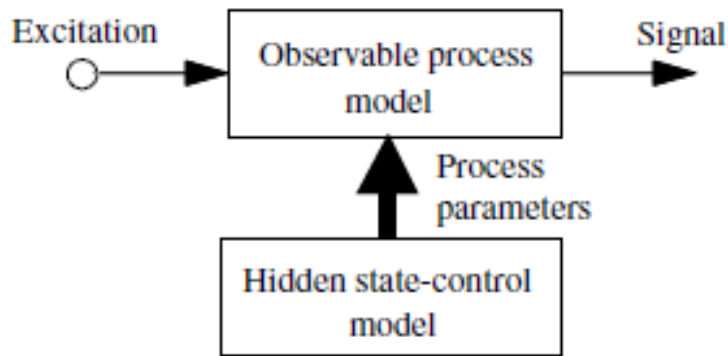 Excitation
Signal
Observable process
model
Process
parameters
Hidden state-control
model